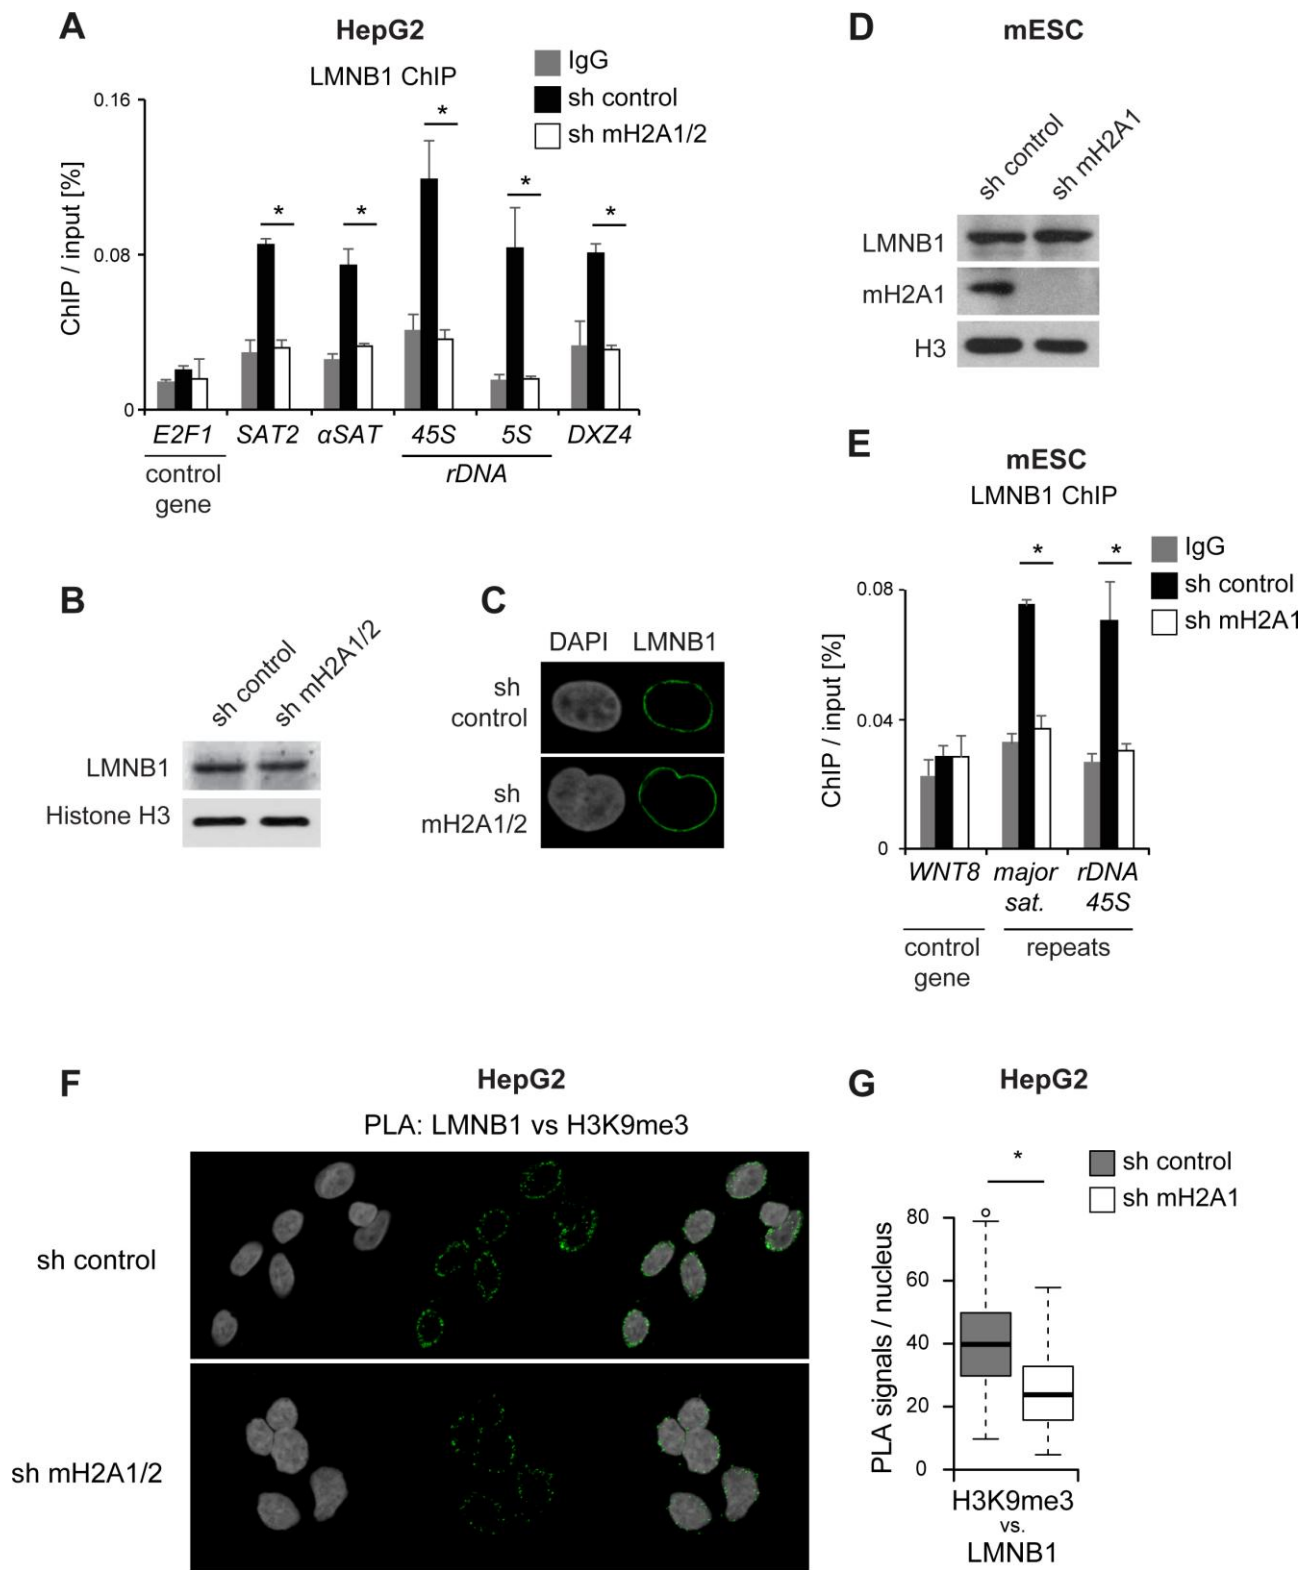 A
HepG2
LMNB1 ChIP
IgG
sh control
sh mH2A1/2
ChIP / input [%]
0.16
0.08
0
*
*
*
*
*
E2F1
SAT2
αSAT
45S
5S
DXZ4
control
gene
rDNA
B
sh control
sh mH2A1/2
LMNB1
Histone H3
C
DAPI
LMNB1
sh
control
sh
mH2A1/2
D
mESC
sh control
sh mH2A1
LMNB1
mH2A1
H3
E
mESC
LMNB1 ChIP
IgG
sh control
sh mH2A1
ChIP / input [%]
0.08
0.04
0
*
*
WNT8
major
sat.
rDNA
45S
control
gene
repeats
F
HepG2
PLA: LMNB1 vs H3K9me3
sh control
sh mH2A1/2
G
HepG2
sh control
sh mH2A1
*
PLA signals / nucleus
80
60
40
20
0
H3K9me3
vs.
LMNB1